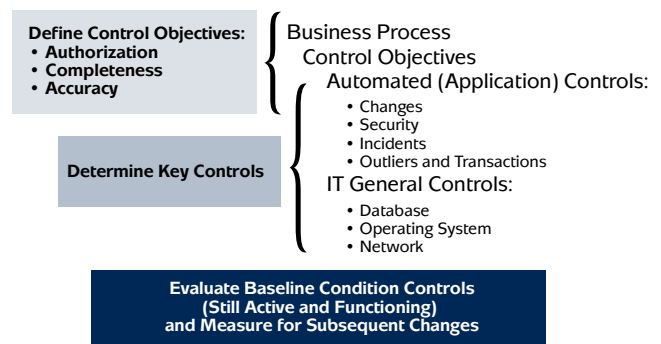 Define Control Objectives:
• Authorization
• Completeness
• Accuracy
Business Process
Control Objectives
Automated (Application) Controls:
• Changes
• Security
• Incidents
• Outliers and Transactions
Determine Key Controls
IT General Controls:
• Database
• Operating System
• Network
Evaluate Baseline Condition Controls
(Still Active and Functioning)
and Measure for Subsequent Changes